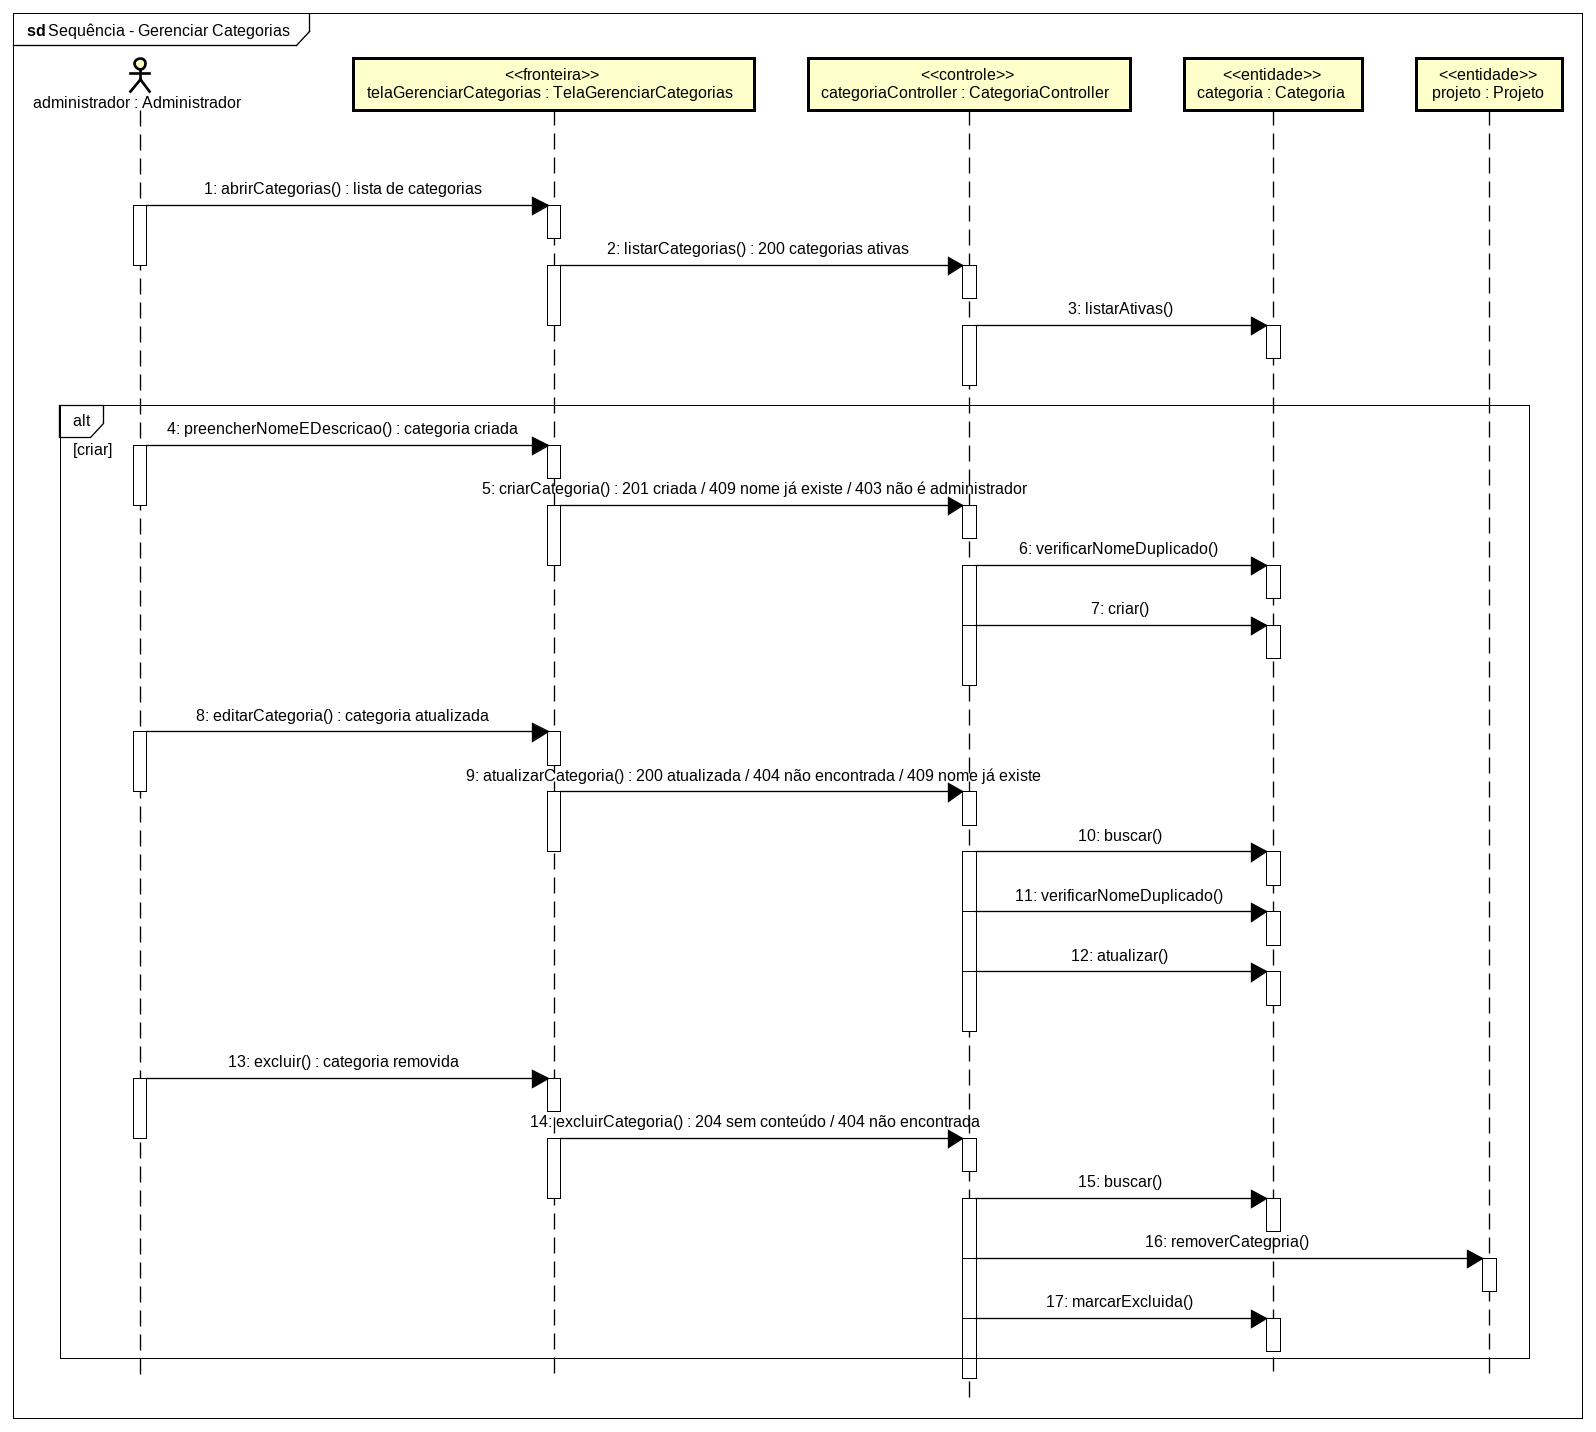 sd Sequência - Gerenciar Categorias
administrador : Administrador
<<fronteira>>
telaGerenciarCategorias : TelaGerenciarCategorias
<<controle>>
categoriaController : CategoriaController
<<entidade>>
categoria : Categoria
<<entidade>>
projeto : Projeto
1: abrirCategorias() : lista de categorias
2: listarCategorias() : 200 categorias ativas
3: listarAtivas()
alt
[criar]
4: preencherNomeEDescricao() : categoria criada
5: criarCategoria() : 201 criada / 409 nome já existe / 403 não é administrador
6: verificarNomeDuplicado()
7: criar()
8: editarCategoria() : categoria atualizada
9: atualizarCategoria() : 200 atualizada / 404 não encontrada / 409 nome já existe
10: buscar()
11: verificarNomeDuplicado()
12: atualizar()
13: excluir() : categoria removida
14: excluirCategoria() : 204 sem conteúdo / 404 não encontrada
15: buscar()
16: removerCategoria()
17: marcarExcluida()